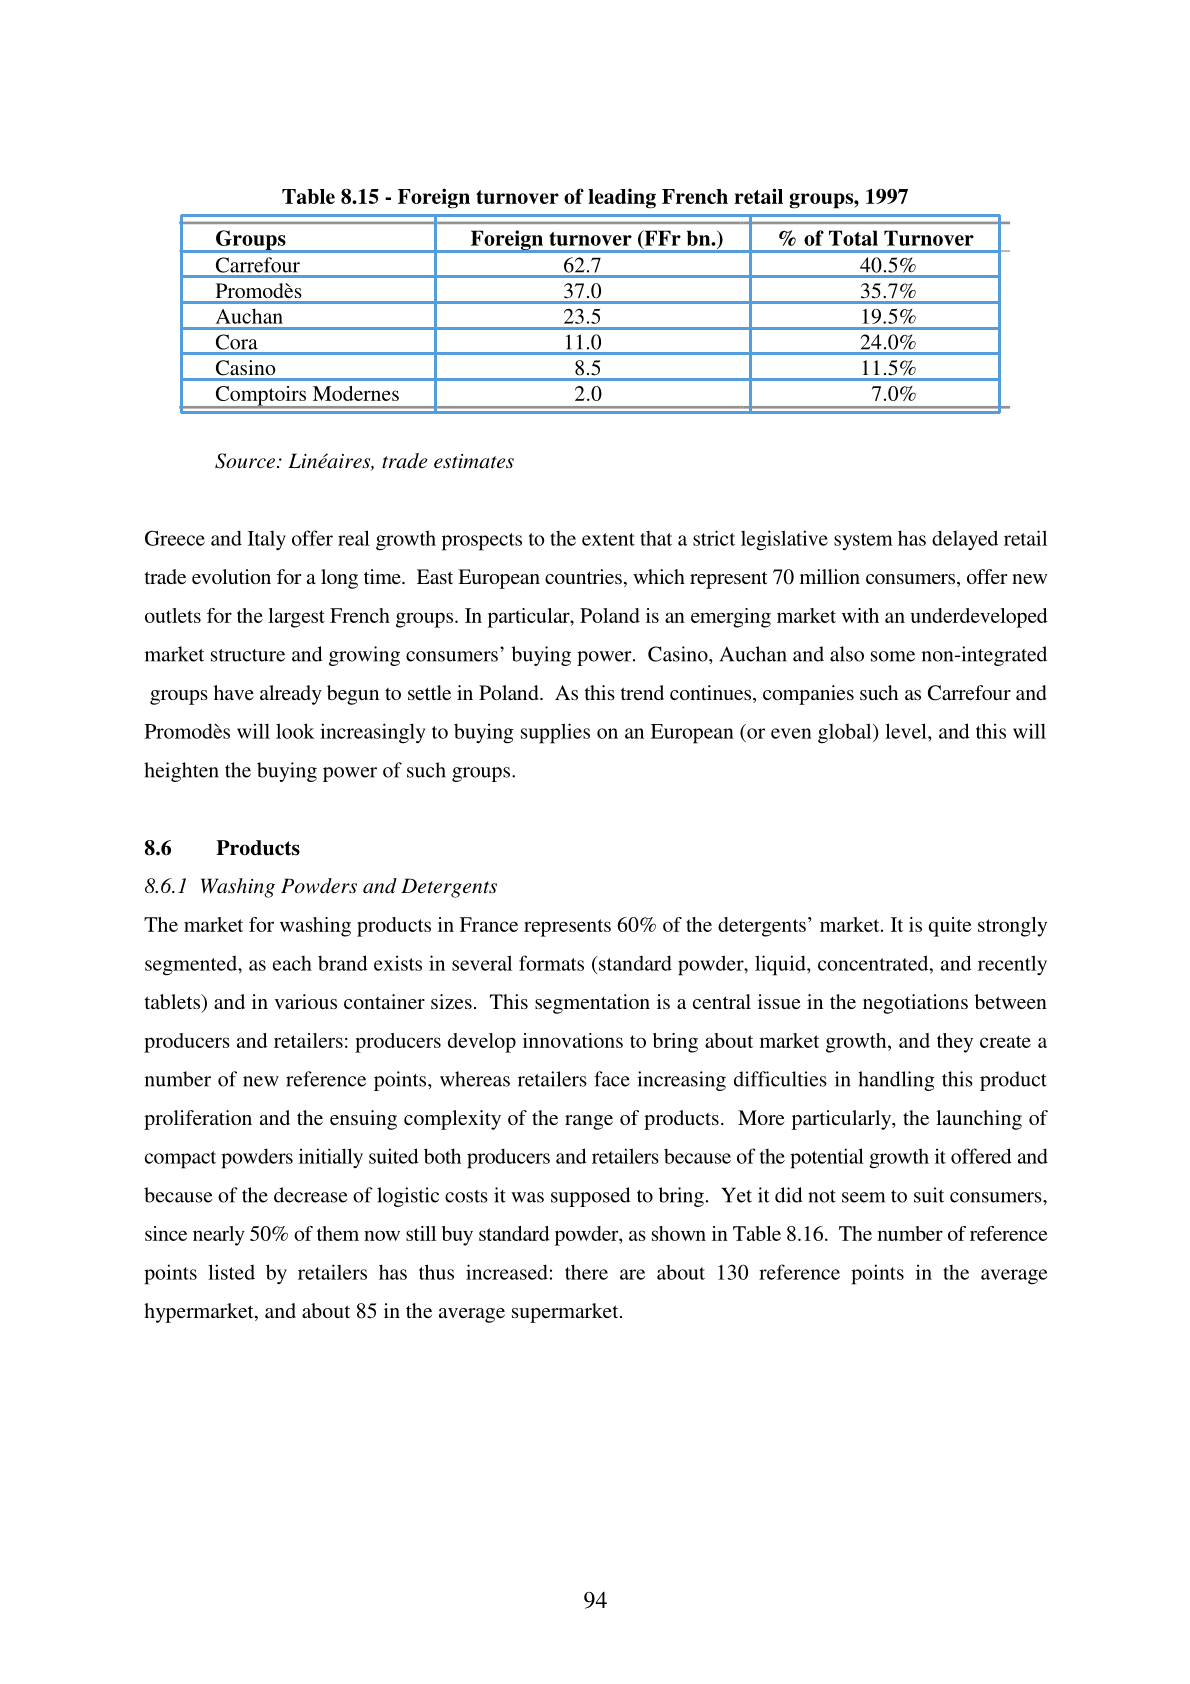 Table 8.15 - Foreign turnover of leading French retail groups, 1997
Groups Foreign turnover (FFr bn.) % of Total Turnover
Carrefour 62.7 40.5%
Promodès 37.0 35.7%
Auchan 23.5 19.5%
Cora 11.0 24.0%
Casino 8.5 11.5%
Comptoirs Modernes 2.0 7.0%
Source: Linéaires, trade estimates
Greece and Italy offer real growth prospects to the extent that a strict legislative system has delayed retail
trade evolution for a long time. East European countries, which represent 70 million consumers, offer new
outlets for the largest French groups. In particular, Poland is an emerging market with an underdeveloped
market structure and growing consumers’ buying power. Casino, Auchan and also some non-integrated
groups have already begun to settle in Poland. As this trend continues, companies such as Carrefour and
Promodès will look increasingly to buying supplies on an European (or even global) level, and this will
heighten the buying power of such groups.
8.6 Products
8.6.1 Washing Powders and Detergents
The market for washing products in France represents 60% of the detergents’ market. It is quite strongly
segmented, as each brand exists in several formats (standard powder, liquid, concentrated, and recently
tablets) and in various container sizes. This segmentation is a central issue in the negotiations between
producers and retailers: producers develop innovations to bring about market growth, and they create a
number of new reference points, whereas retailers face increasing difficulties in handling this product
proliferation and the ensuing complexity of the range of products. More particularly, the launching of
compact powders initially suited both producers and retailers because of the potential growth it offered and
because of the decrease of logistic costs it was supposed to bring. Yet it did not seem to suit consumers,
since nearly 50% of them now still buy standard powder, as shown in Table 8.16. The number of reference
points listed by retailers has thus increased: there are about 130 reference points in the average
hypermarket, and about 85 in the average supermarket.
94